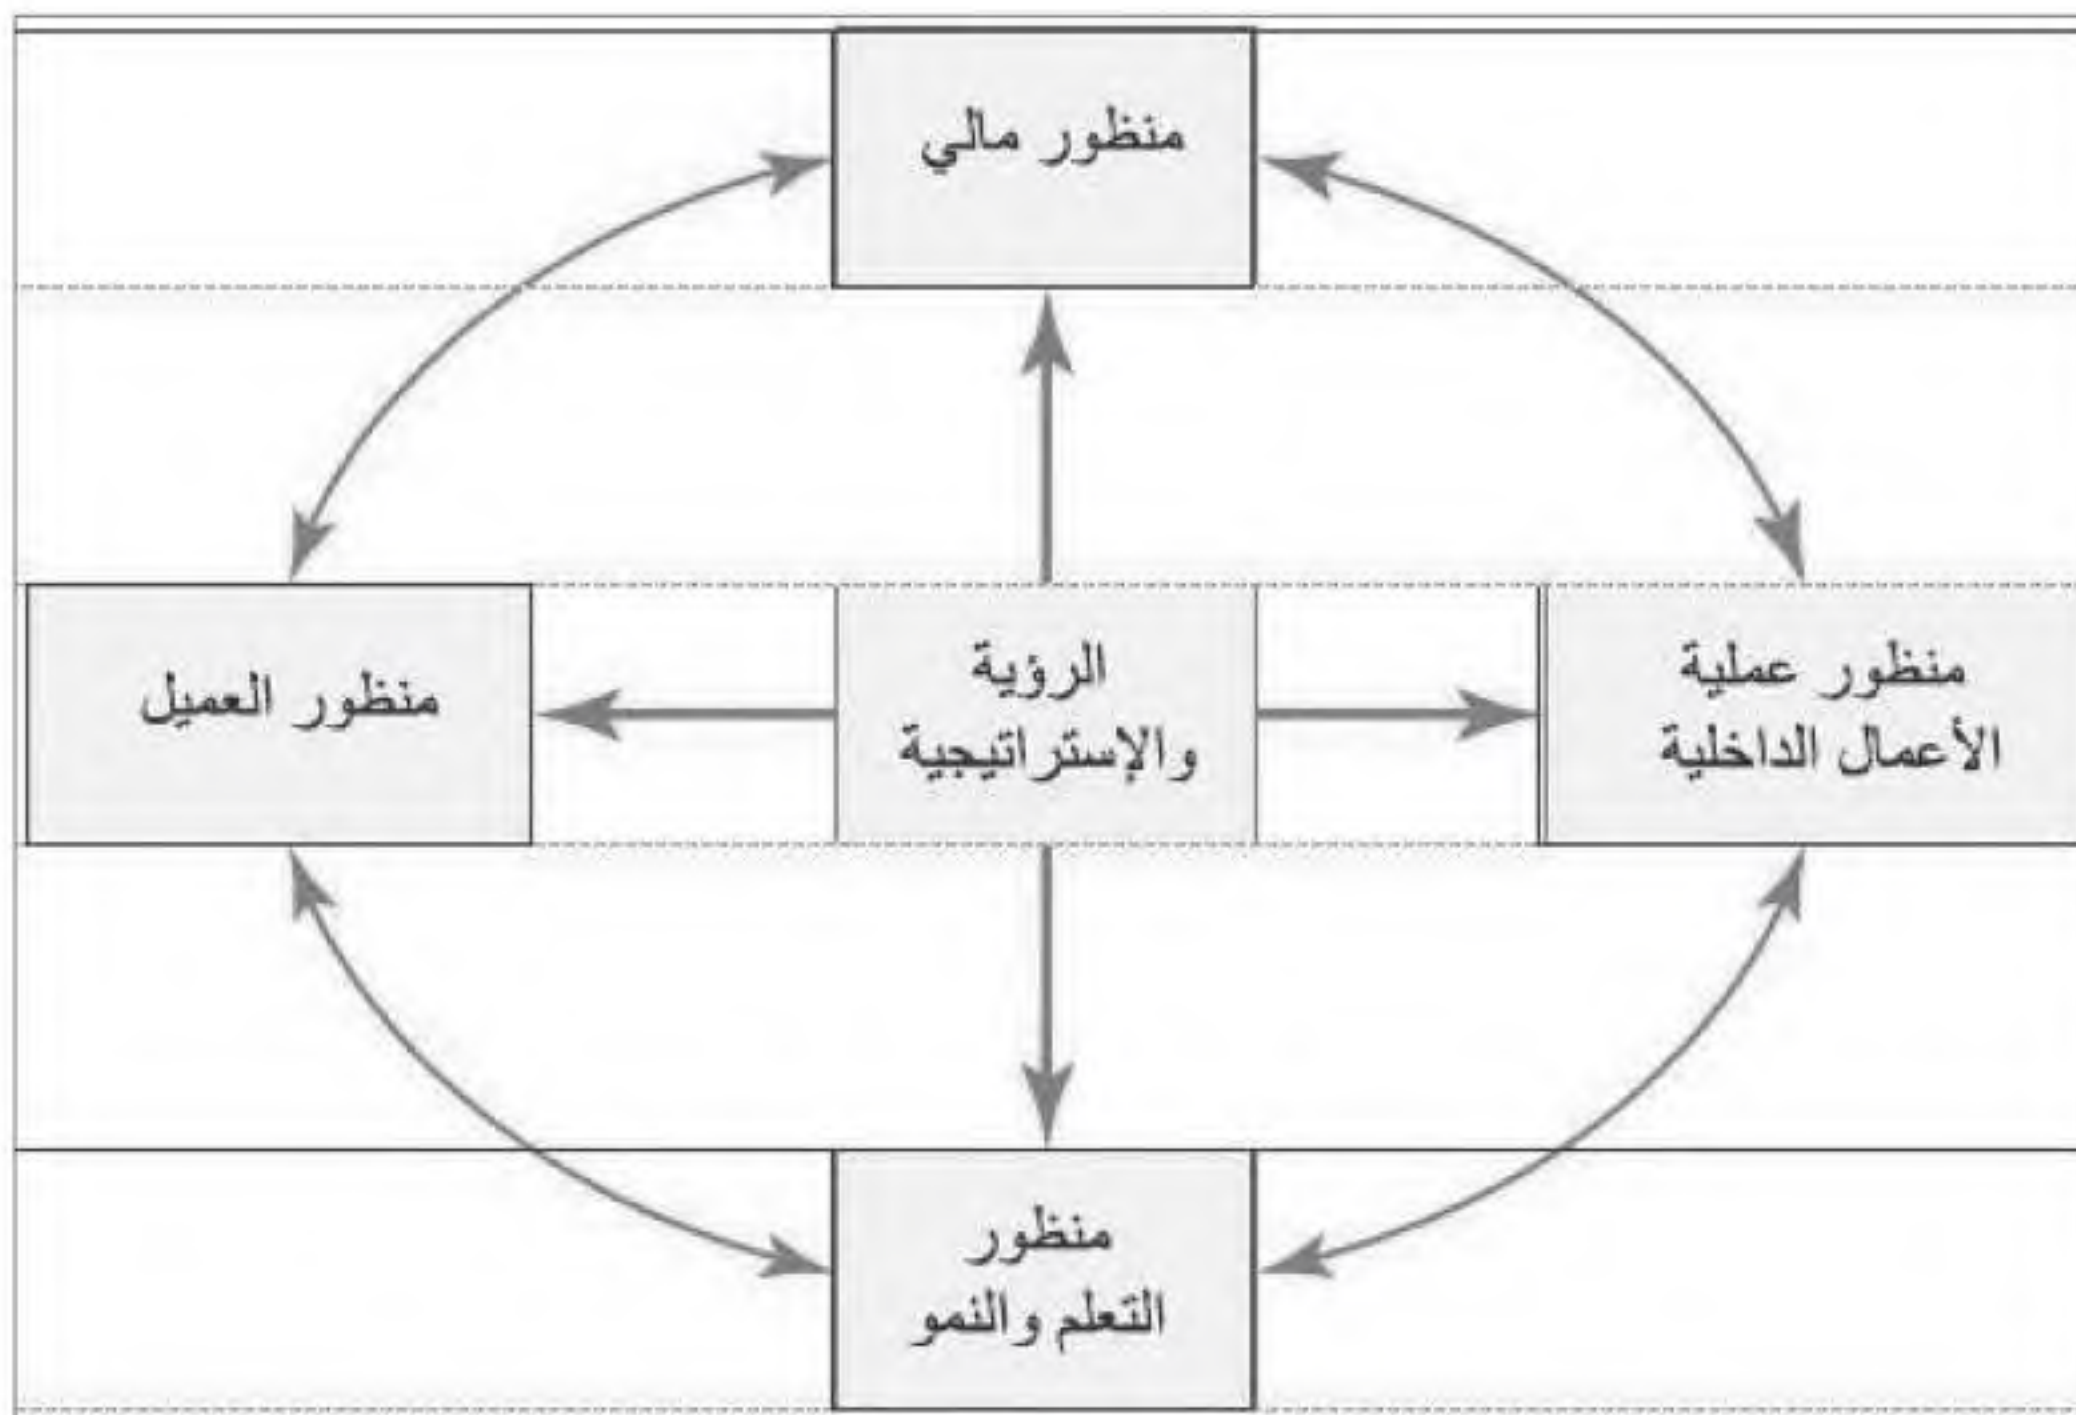 منظور مالي
منظور عملية
الأعمال الداخلية
الرؤية
والإستراتيجية
منظور العميل
منظور
التعلم والنمو